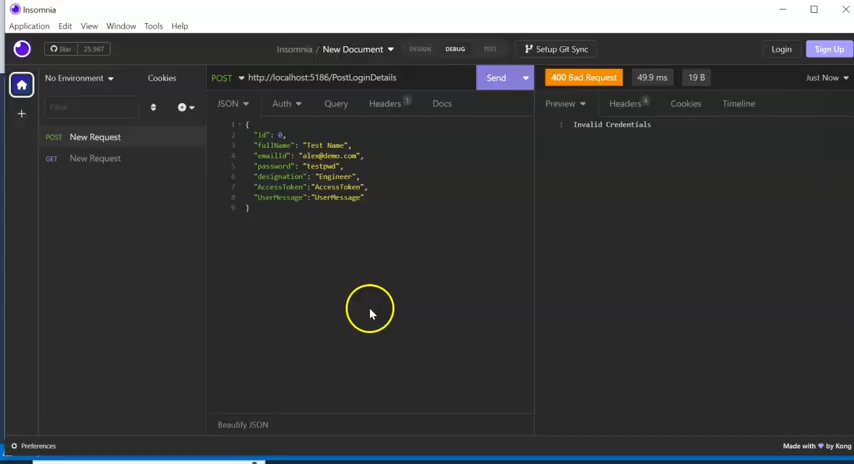 Insomnia
Application Edit View Window Tools Help
Star 25,987
Insomnia / New Document
DESIGN DEBUG TEST
Setup Git Sync
Login Sign Up
No Environment Cookies
POST http://localhost:5186/PostLoginDetails Send
400 Bad Request 49.9 ms 19 B Just Now
Filter
JSON Auth Query Headers 1 Docs
Preview Headers 4 Cookies Timeline
POST New Request
GET New Request
1 {
2 "id": 0,
3 "fullName": "Test Name",
4 "emailId": "alex@demo.com",
5 "password": "testpwd",
6 "designation": "Engineer",
7 "AccessToken":"AccessToken",
8 "UserMessage":"UserMessage"
9 }
1 Invalid Credentials
Beautify JSON
Preferences
Made with ♥ by Kong